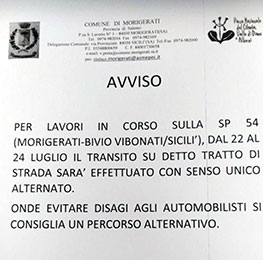 COMUNE DI MORIGERATI
Provincia di Salerno
AVVISO
PER LAVORI IN CORSO SULLA SP 54
(MORIGERATI-BIVIO VIBONATI/SICILI'), DAL 22 AL
24 LUGLIO IL TRANSITO SU DETTO TRATTO DI
STRADA SARA' EFFETTUATO CON SENSO UNICO
ALTERNATO.
ONDE EVITARE DISAGI AGLI AUTOMOBILISTI SI
CONSIGLIA UN PERCORSO ALTERNATIVO.